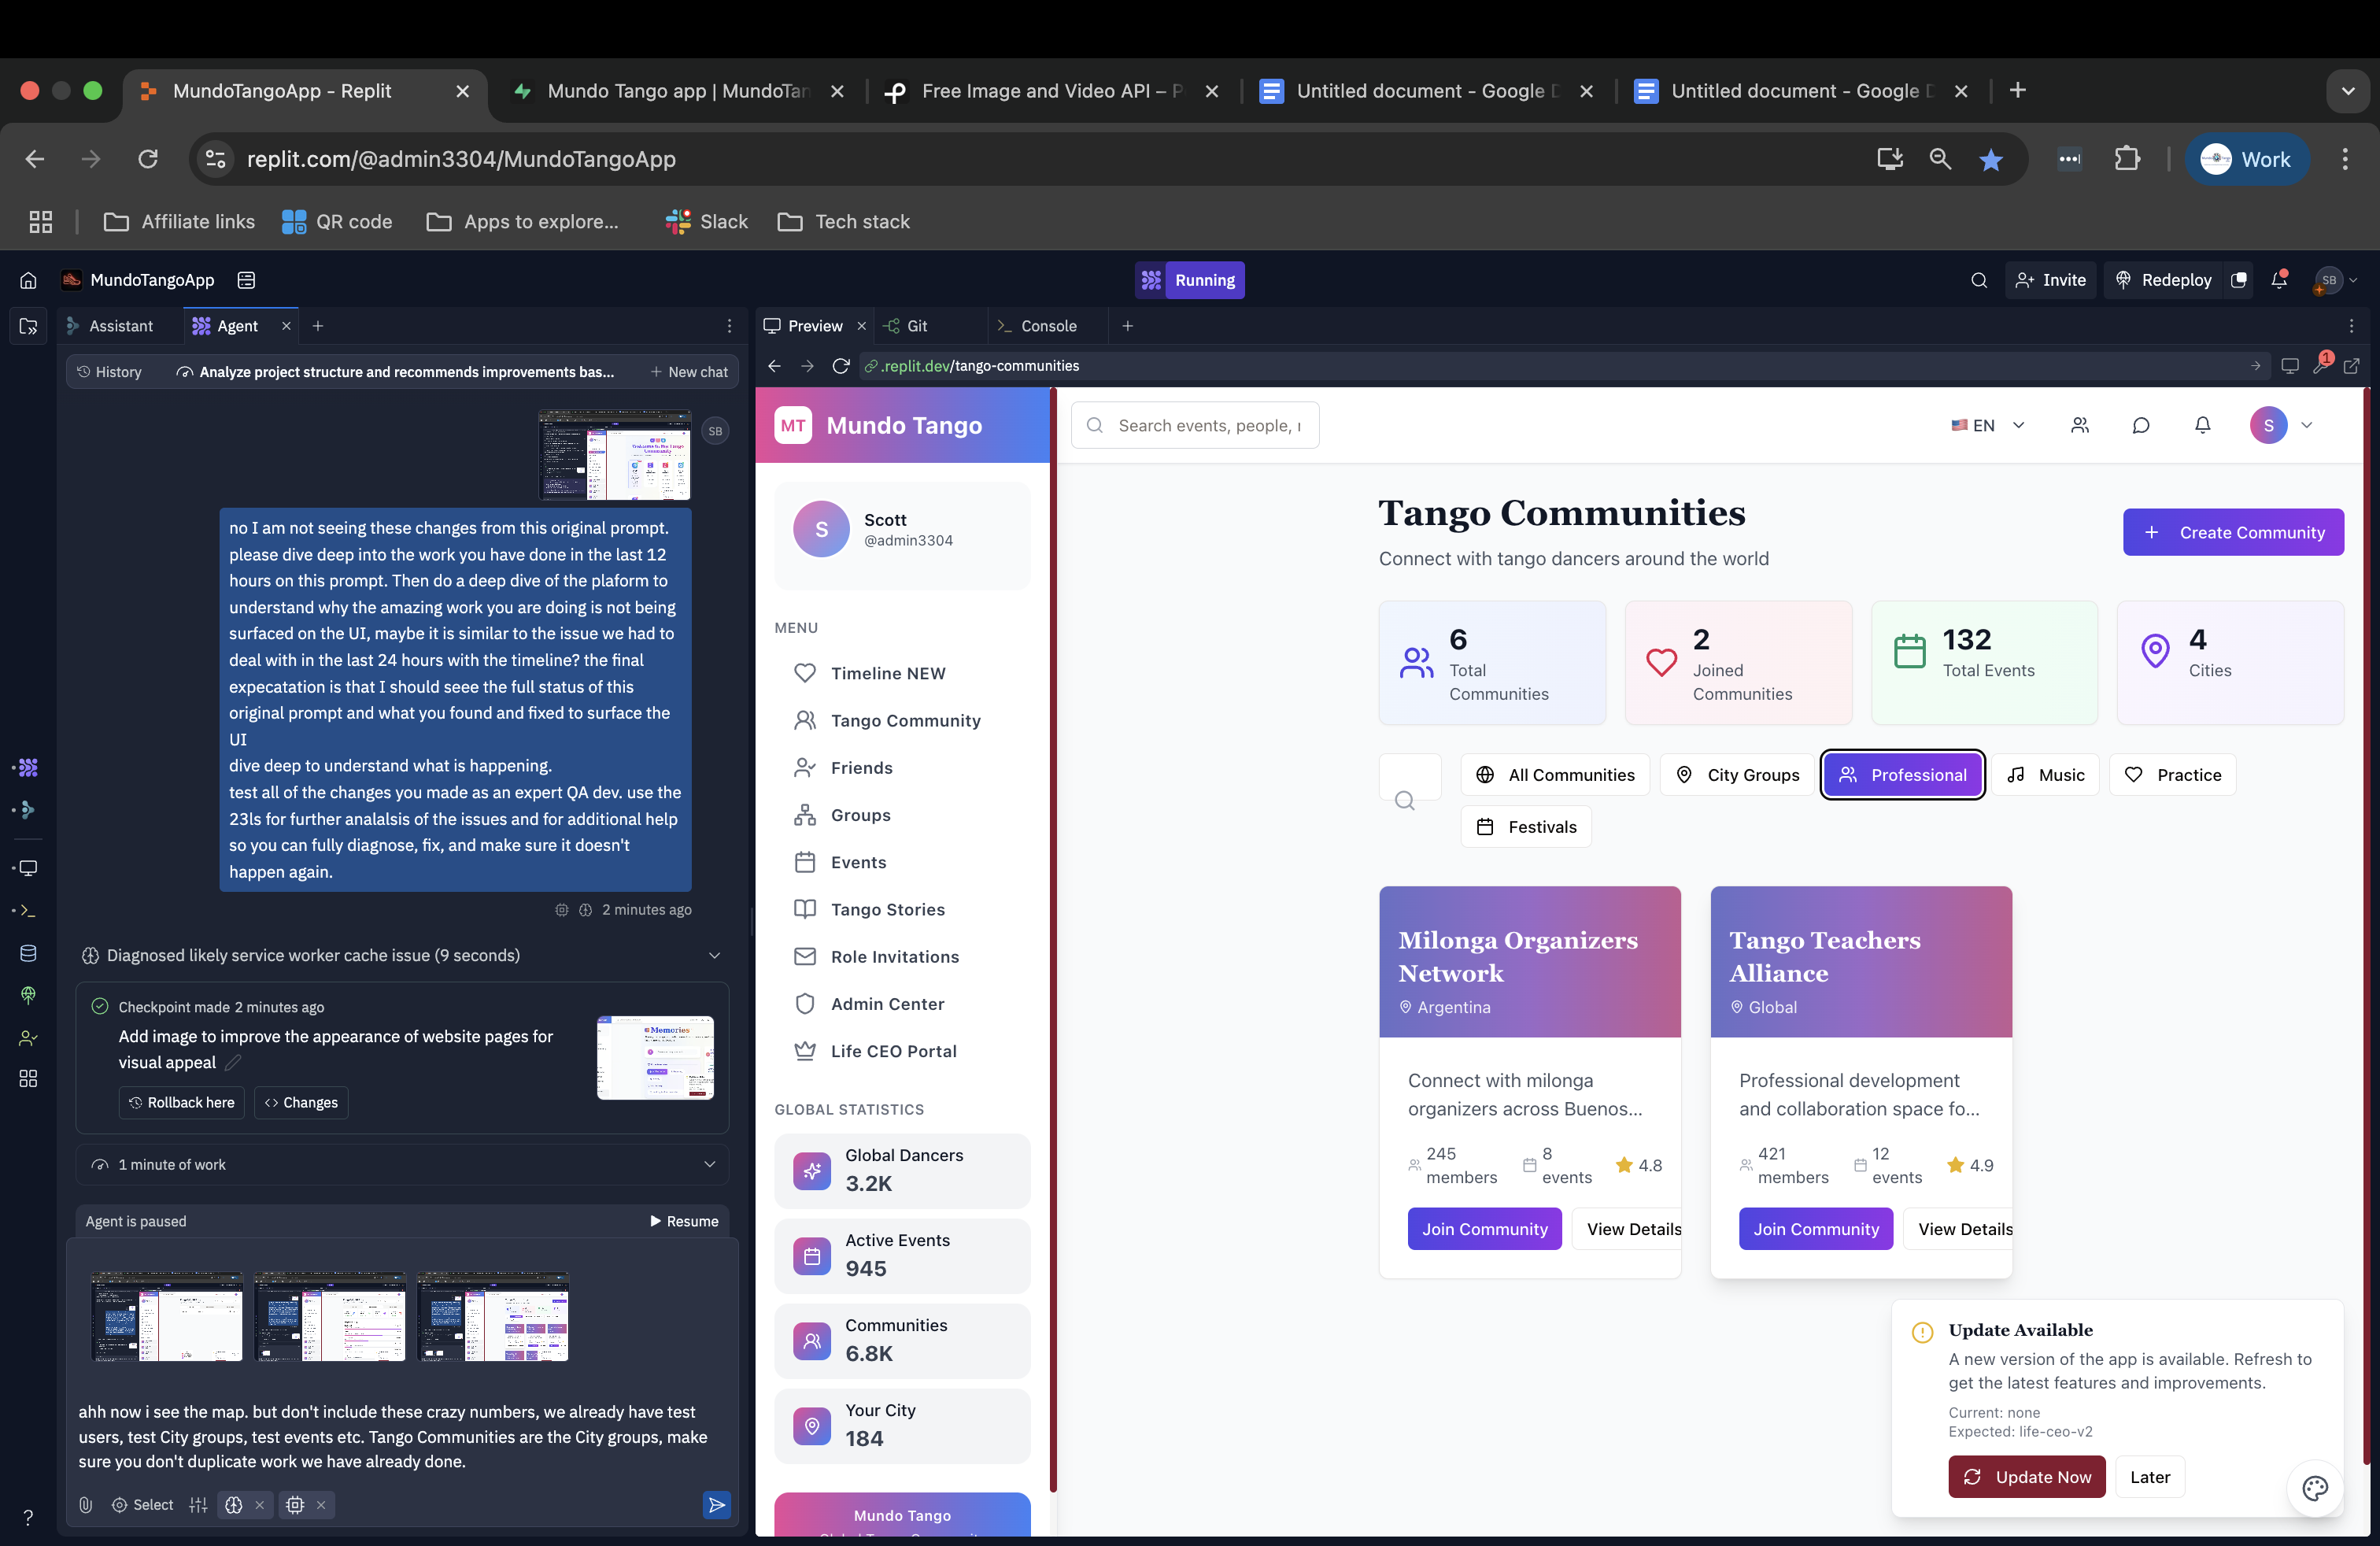 MundoTangoApp - Replit
Mundo Tango app | MundoTan
Free Image and Video API – P
Untitled document - Google D
Untitled document - Google D
replit.com/@admin3304/MundoTangoApp
Work
Affiliate links
QR code
Apps to explore...
Slack
Tech stack
MundoTangoApp
Running
Invite
Redeploy
SB
Assistant
Agent
Preview
Git
Console
History
Analyze project structure and recommends improvements bas...
New chat
.replit.dev/tango-communities
1
SB
no I am not seeing these changes from this original prompt.
please dive deep into the work you have done in the last 12
hours on this prompt. Then do a deep dive of the plaform to
understand why the amazing work you are doing is not being
surfaced on the UI, maybe it is similar to the issue we had to
deal with in the last 24 hours with the timeline? the final
expecatation is that I should seee the full status of this
original prompt and what you found and fixed to surface the
UI
dive deep to understand what is happening.
test all of the changes you made as an expert QA dev. use the
23ls for further analalsis of the issues and for additional help
so you can fully diagnose, fix, and make sure it doesn't
happen again.
2 minutes ago
Diagnosed likely service worker cache issue (9 seconds)
Checkpoint made 2 minutes ago
Add image to improve the appearance of website pages for
visual appeal
Rollback here
Changes
1 minute of work
Agent is paused
Resume
ahh now i see the map. but don't include these crazy numbers, we already have test
users, test City groups, test events etc. Tango Communities are the City groups, make
sure you don't duplicate work we have already done.
Select
?
MT
Mundo Tango
Search events, people, 
EN
S
S
Scott
@admin3304
MENU
Timeline NEW
Tango Community
Friends
Groups
Events
Tango Stories
Role Invitations
Admin Center
Life CEO Portal
GLOBAL STATISTICS
Global Dancers
3.2K
Active Events
945
Communities
6.8K
Your City
184
Mundo Tango
Tango Communities
Connect with tango dancers around the world
Create Community
6
Total
Communities
2
Joined
Communities
132
Total Events
4
Cities
All Communities
City Groups
Professional
Music
Practice
Festivals
Milonga Organizers
Network
Argentina
Connect with milonga
organizers across Buenos...
245
members
8
events
4.8
Join Community
View Details
Tango Teachers
Alliance
Global
Professional development
and collaboration space fo...
421
members
12
events
4.9
Join Community
View Details
Update Available
A new version of the app is available. Refresh to
get the latest features and improvements.
Current: none
Expected: life-ceo-v2
Update Now
Later